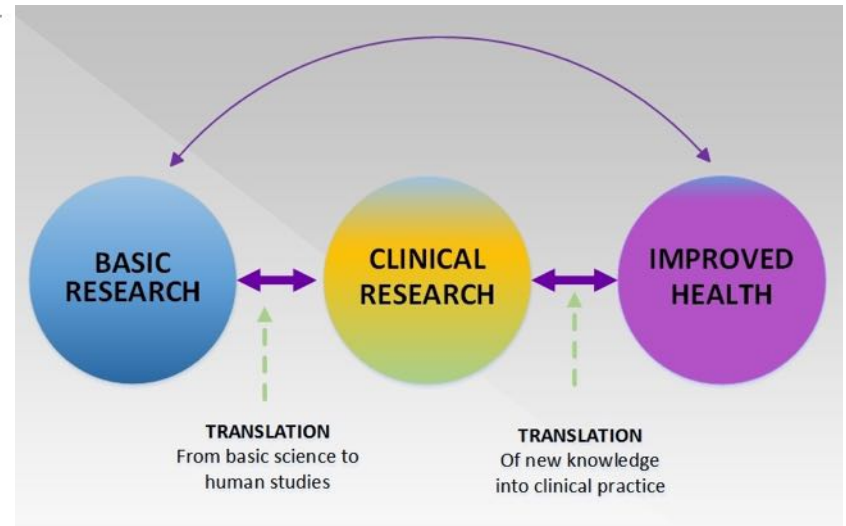 BASIC
RESEARCH
CLINICAL
RESEARCH
IMPROVED
HEALTH
TRANSLATION
From basic science to
human studies
TRANSLATION
Of new knowledge
into clinical practice